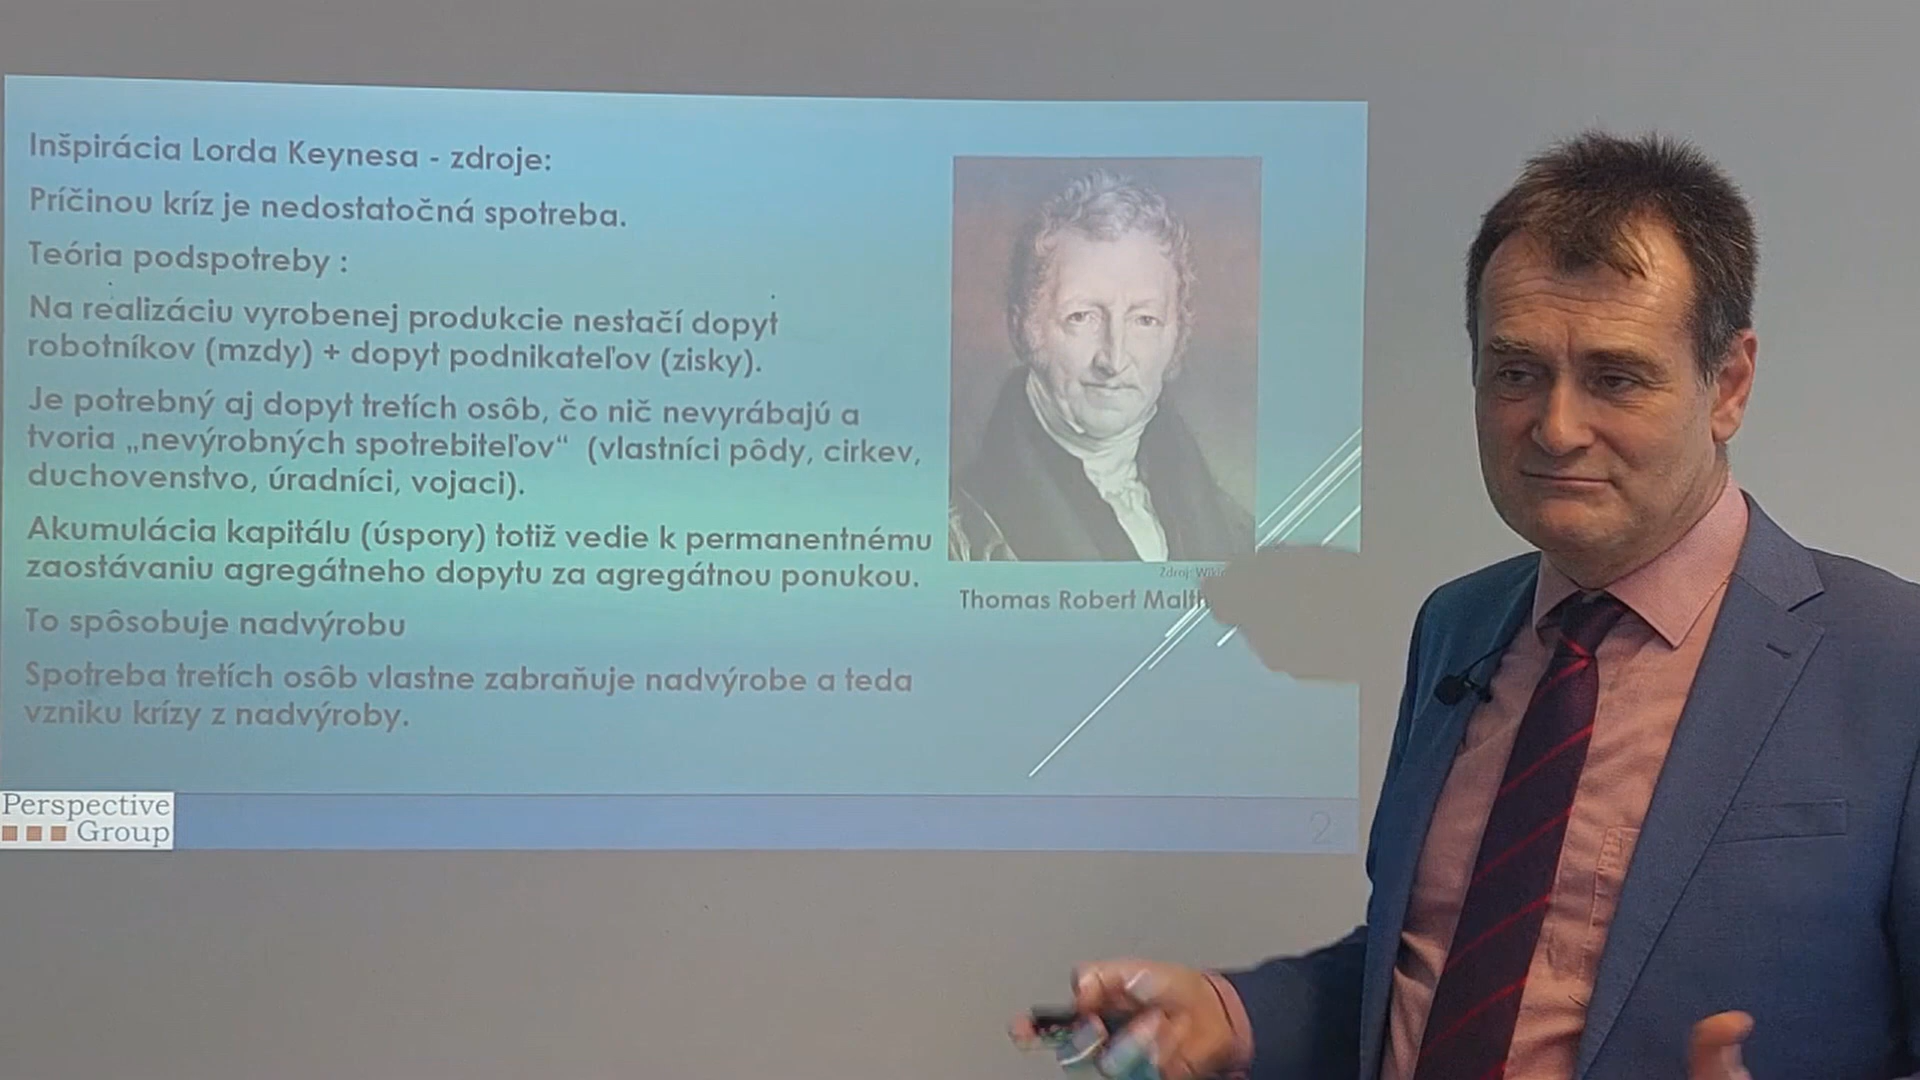 Inšpirácia Lorda Keynesa - zdroje:
Príčinou kríz je nedostatočná spotreba.
Teória podspotreby :
Na realizáciu vyrobenej produkcie nestačí dopyt
robotníkov (mzdy) + dopyt podnikateľov (zisky).
Je potrebný aj dopyt tretích osôb, čo nič nevyrábajú a
tvoria „nevýrobných spotrebiteľov“ (vlastníci pôdy, cirkev,
duchovenstvo, úradníci, vojaci).
Akumulácia kapitálu (úspory) totiž vedie k permanentnému
zaostávaniu agregátneho dopytu za agregátnou ponukou.
To spôsobuje nadvýrobu
Spotreba tretích osôb vlastne zabraňuje nadvýrobe a teda
vzniku krízy z nadvýroby.
Zdroj:
Thomas Robert
Perspective
Group
2